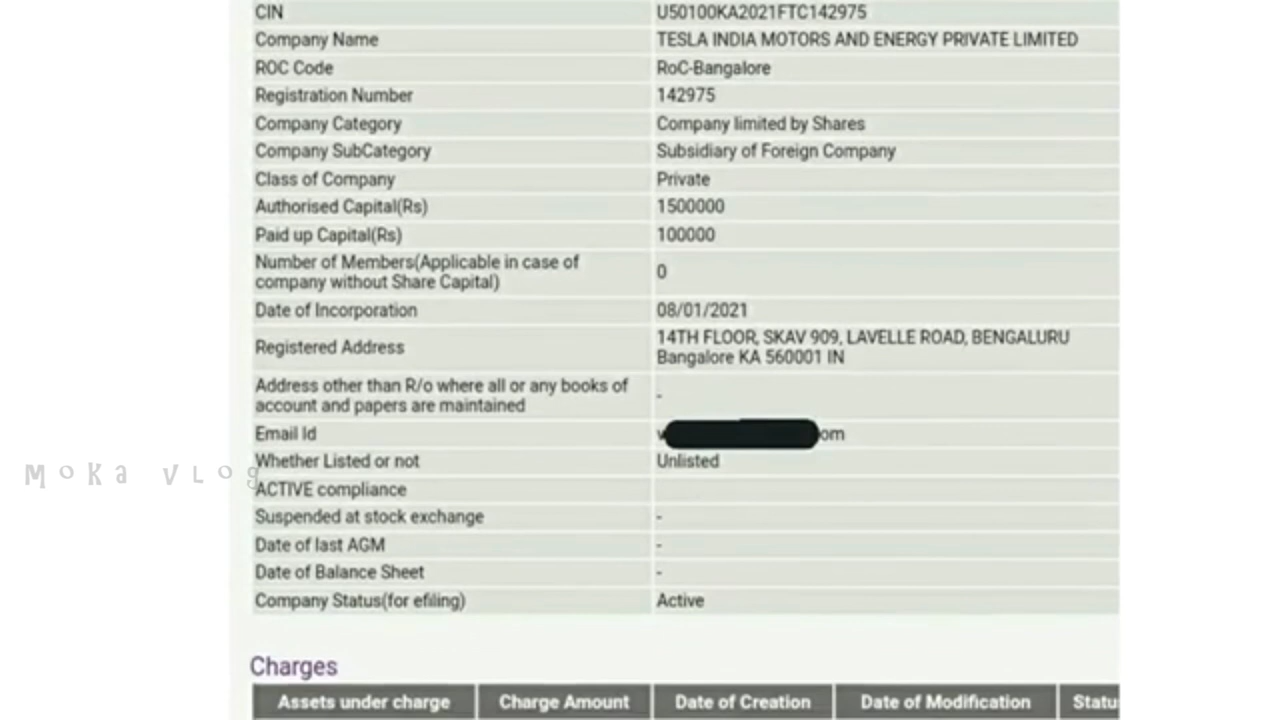 CIN U50100KA2021FTC142975
Company Name TESLA INDIA MOTORS AND ENERGY PRIVATE LIMITED
ROC Code RoC-Bangalore
Registration Number 142975
Company Category Company limited by Shares
Company SubCategory Subsidiary of Foreign Company
Class of Company Private
Authorised Capital(Rs) 1500000
Paid up Capital(Rs) 100000
Number of Members(Applicable in case of
company without Share Capital) 0
Date of Incorporation 08/01/2021
Registered Address 14TH FLOOR, SKAV 909, LAVELLE ROAD, BENGALURU
Bangalore KA 560001 IN
Address other than R/o where all or any books of
account and papers are maintained -
Email Id v om
Whether Listed or not Unlisted
Moka Vlog
ACTIVE compliance
Suspended at stock exchange -
Date of last AGM -
Date of Balance Sheet -
Company Status(for efiling) Active
Charges
Assets under charge Charge Amount Date of Creation Date of Modification